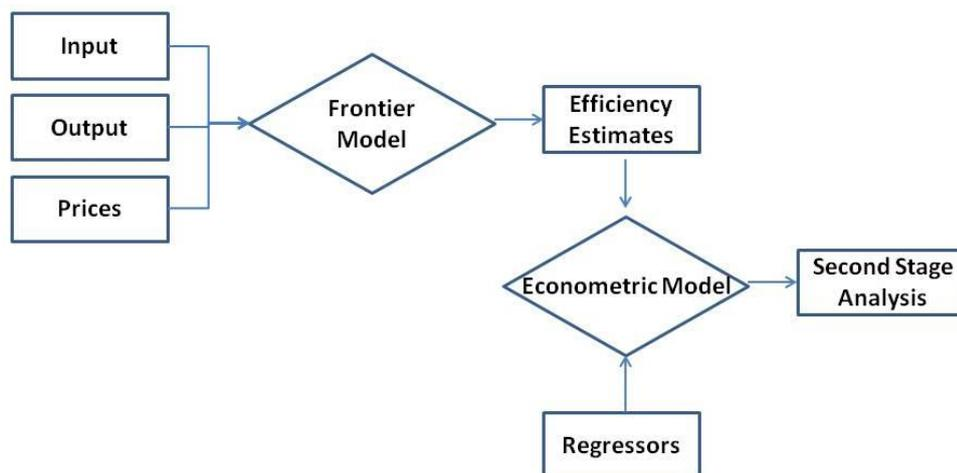 Input
Output
Prices
Frontier
Model
Efficiency
Estimates
Econometric Model
Second Stage
Analysis
Regressors